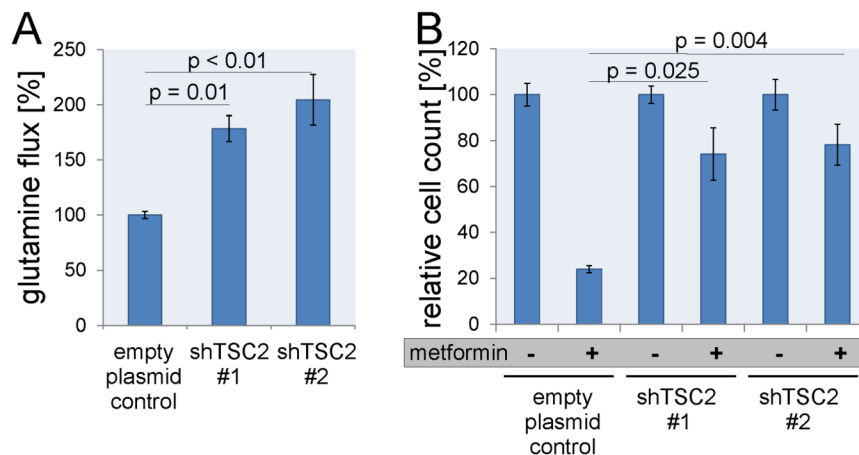 A
glutamine flux [%]
250
200
150
100
50
0
p < 0.01
p = 0.01
empty
plasmid
control
shTSC2
#1
shTSC2
#2
B
relative cell count [%]
120
100
80
60
40
20
0
p = 0.004
p = 0.025
metformin - + - + - +
empty
plasmid
control
shTSC2
#1
shTSC2
#2